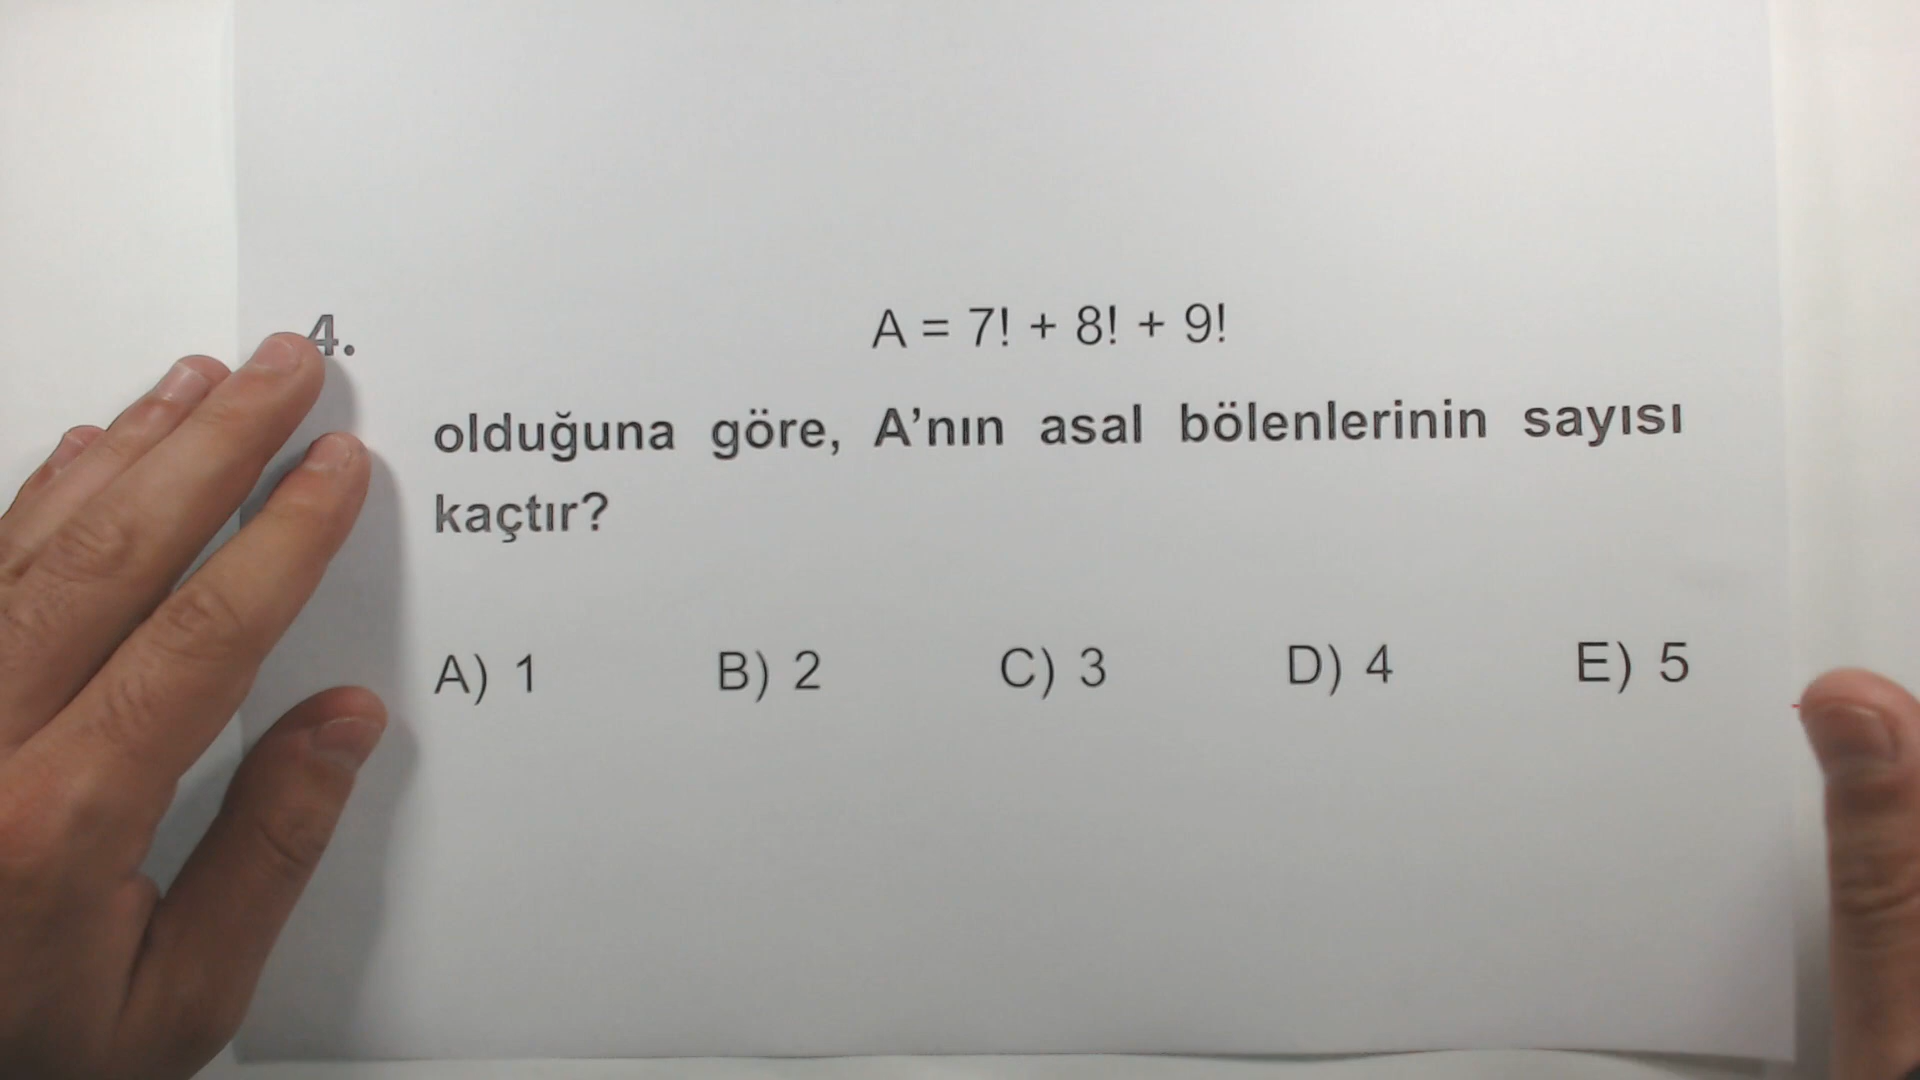 4. A = 7! + 8! + 9!
olduğuna göre, A’nın asal bölenlerinin sayısı
kaçtır?
A) 1 B) 2 C) 3 D) 4 E) 5